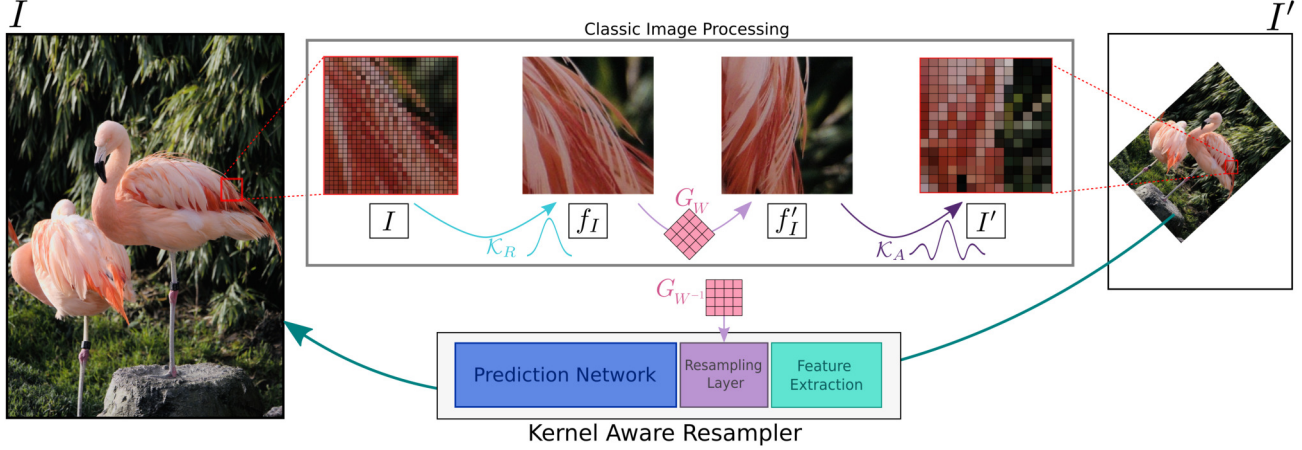 I
Classic Image Processing
I'
I
𝒦_R
f_I
G_W
f'_I
𝒦_A
I'
G_{W^{-1}}
Prediction Network
Resampling
Layer
Feature
Extraction
Kernel Aware Resampler